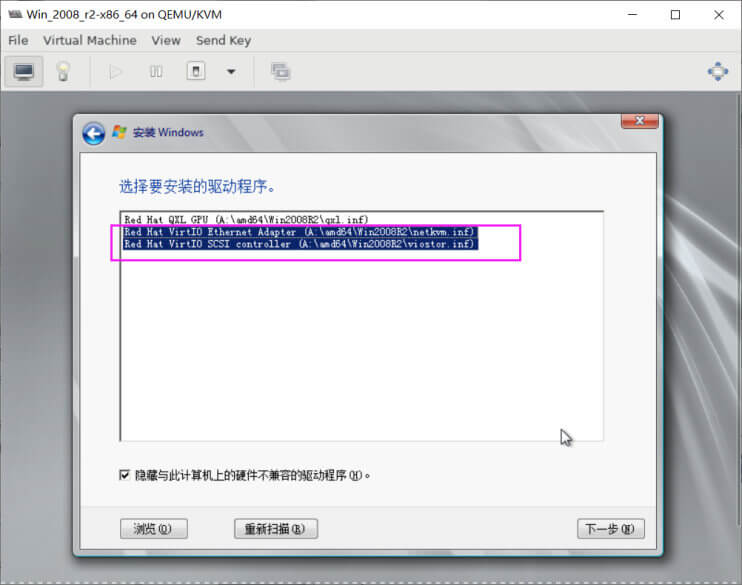 Win_2008_r2-x86_64 on QEMU/KVM
File Virtual Machine View Send Key
安装 Windows
选择要安装的驱动程序。
Red Hat QXL GPU (A:\amd64\Win2008R2\qxl.inf)
Red Hat VirtIO Ethernet Adapter (A:\amd64\Win2008R2\netkvm.inf)
Red Hat VirtIO SCSI controller (A:\amd64\Win2008R2\viostor.inf)
隐藏与此计算机上的硬件不兼容的驱动程序(H)。
浏览(O) 重新扫描(R) 下一步(N)